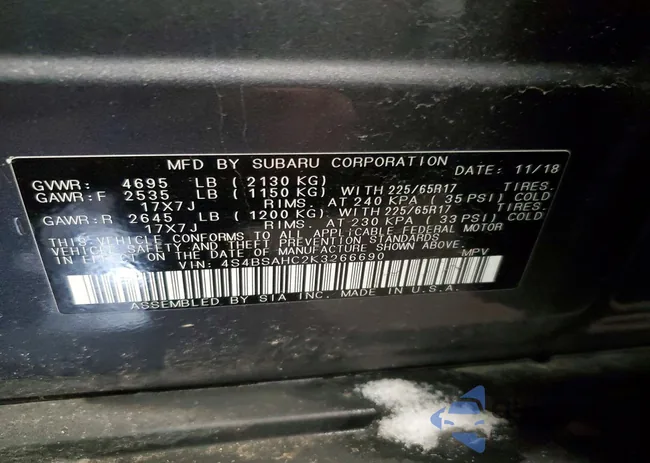 MFD BY SUBARU CORPORATION DATE: 11/18
GVWR: 4695 LB ( 2130 KG)
GAWR:F 2535 LB ( 1150 KG) WITH 225/65R17 TIRES.
17X7J RIMS. AT 240 KPA ( 35 PSI) COLD
GAWR:R 2645 LB ( 1200 KG) WITH 225/65R17 TIRES.
17X7J RIMS. AT 230 KPA ( 33 PSI) COLD
THIS VEHICLE CONFORMS TO ALL APPLICABLE FEDERAL MOTOR
VEHICLE SAFETY AND THEFT PREVENTION STANDARDS
IN EFFECT ON THE DATE OF MANUFACTURE SHOWN ABOVE.
VIN: 4S4BSAHC2K3266690 MPV
ASSEMBLED BY SIA INC. MADE IN U.S.A.